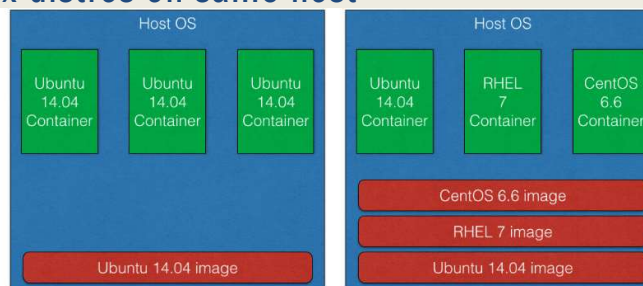 distros on same host
Host OS
Ubuntu
14.04
Container
Ubuntu
14.04
Container
Ubuntu
14.04
Container
Ubuntu 14.04 image
Host OS
Ubuntu
14.04
Container
RHEL
7
Container
CentOS
6.6
Container
CentOS 6.6 image
RHEL 7 image
Ubuntu 14.04 image